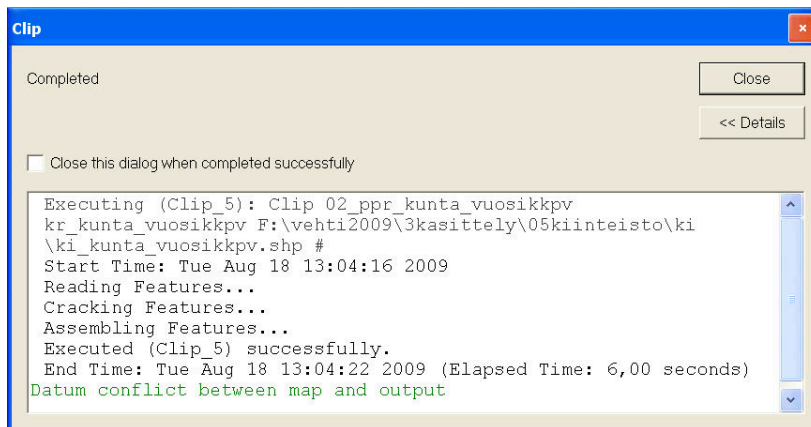 Clip
Completed
Close
<< Details
Close this dialog when completed successfully
Executing (Clip_5): Clip 02_ppr_kunta_vuosikkpv
kr_kunta_vuosikkpv F:\vehti2009\3kasittely\05kiinteisto\ki
\ki_kunta_vuosikkpv.shp #
Start Time: Tue Aug 18 13:04:16 2009
Reading Features...
Cracking Features...
Assembling Features...
Executed (Clip_5) successfully.
End Time: Tue Aug 18 13:04:22 2009 (Elapsed Time: 6,00 seconds)
Datum conflict between map and output